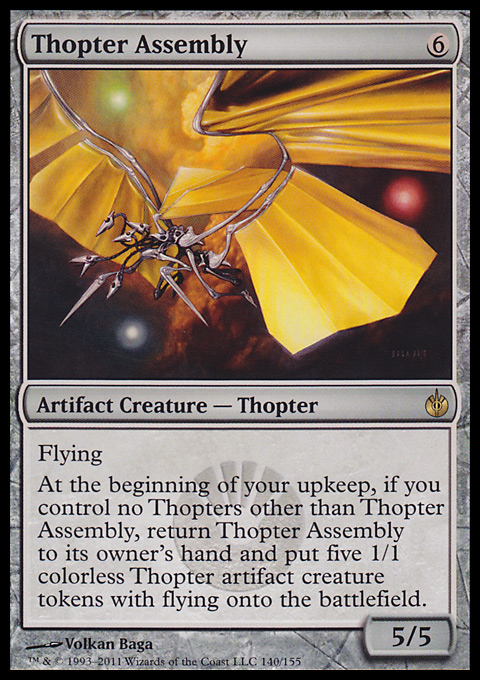 Thopter Assembly 6
Artifact Creature — Thopter
Flying
At the beginning of your upkeep, if you
control no Thopters other than Thopter
Assembly, return Thopter Assembly
to its owner's hand and put five 1/1
colorless Thopter artifact creature
tokens with flying onto the battlefield.
Volkan Baga
5/5
™ & © 1993–2011 Wizards of the Coast LLC 140/155